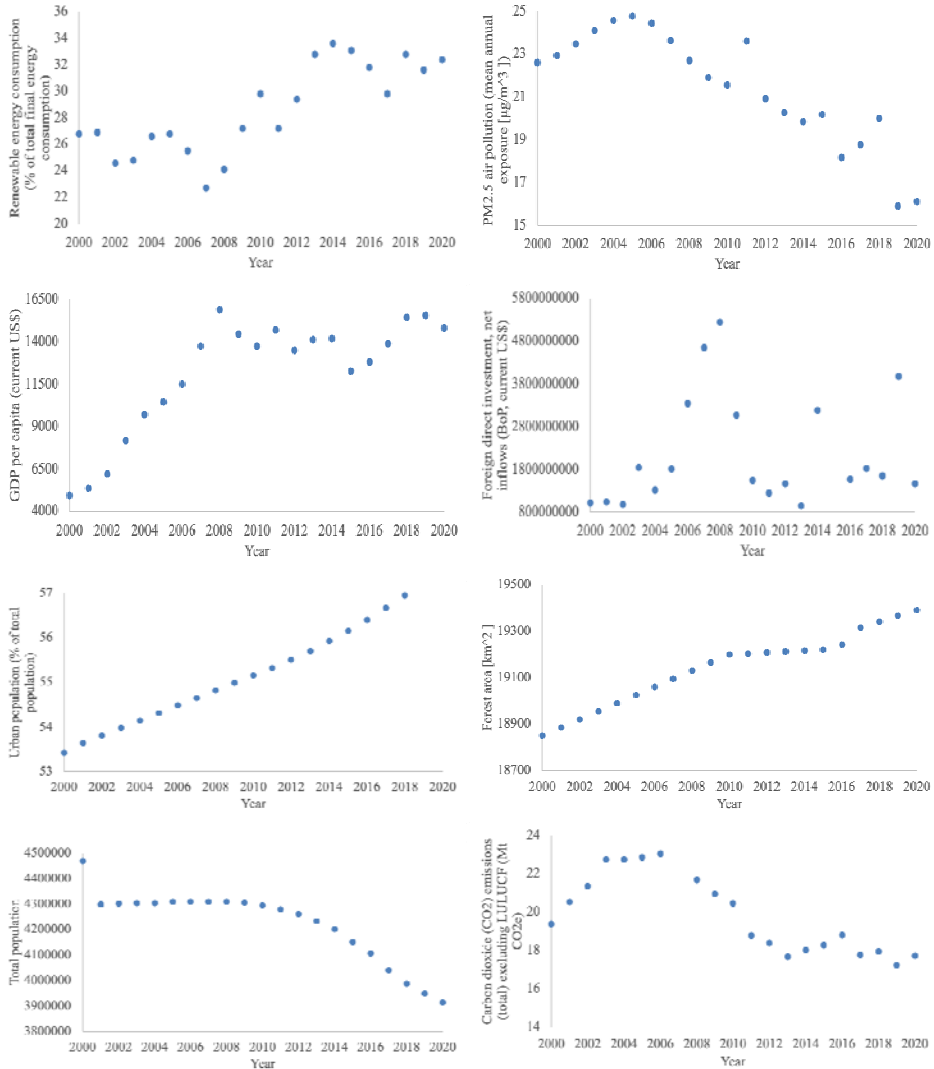 Renewable energy consumption
(% of total final energy
consumption)
36
34
32
30
28
26
24
22
20
2000 2002 2004 2006 2008 2010 2012 2014 2016 2018 2020
Year
PM2.5 air pollution (mean annual
exposure [µg/m^3 ])
25
23
21
19
17
15
2000 2002 2004 2006 2008 2010 2012 2014 2016 2018 2020
Year
GDP per capita (current US$)
16500
14000
11500
9000
6500
4000
2000 2002 2004 2006 2008 2010 2012 2014 2016 2018 2020
Year
Foreign direct investment, net
inflows (BoP, current US$)
5800000000
4800000000
3800000000
2800000000
1800000000
800000000
2000 2002 2004 2006 2008 2010 2012 2014 2016 2018 2020
Year
Urban population (% of total
population)
57
56
55
54
53
2000 2002 2004 2006 2008 2010 2012 2014 2016 2018 2020
Year
Forest area [km^2 ]
19500
19300
19100
18900
18700
2000 2002 2004 2006 2008 2010 2012 2014 2016 2018 2020
Year
Total population
4500000
4400000
4300000
4200000
4100000
4000000
3900000
3800000
2000 2002 2004 2006 2008 2010 2012 2014 2016 2018 2020
Year
Carbon dioxide (CO2) emissions
(total) excluding LULUCF (Mt
CO2e)
24
22
20
18
16
14
2000 2002 2004 2006 2008 2010 2012 2014 2016 2018 2020
Year